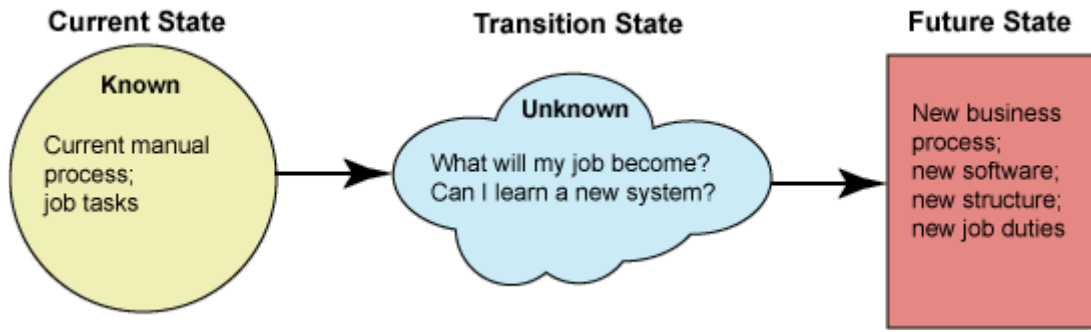 Current State
Transition State
Future State
Known
Current manual
process;
job tasks
Unknown
What will my job become?
Can I learn a new system?
New business
process;
new software;
new structure;
new job duties